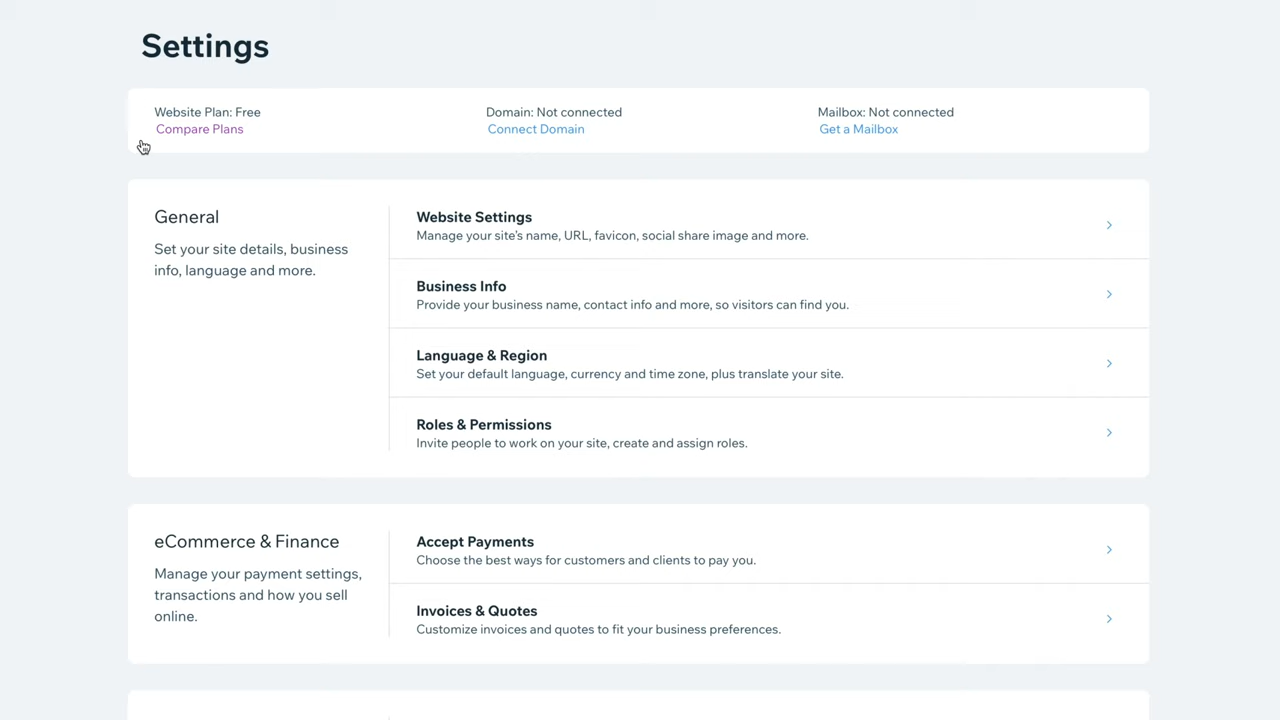 Settings
Website Plan: Free
Compare Plans
Domain: Not connected
Connect Domain
Mailbox: Not connected
Get a Mailbox
General
Set your site details, business
info, language and more.
Website Settings
Manage your site's name, URL, favicon, social share image and more.
Business Info
Provide your business name, contact info and more, so visitors can find you.
Language & Region
Set your default language, currency and time zone, plus translate your site.
Roles & Permissions
Invite people to work on your site, create and assign roles.
eCommerce & Finance
Manage your payment settings,
transactions and how you sell
online.
Accept Payments
Choose the best ways for customers and clients to pay you.
Invoices & Quotes
Customize invoices and quotes to fit your business preferences.